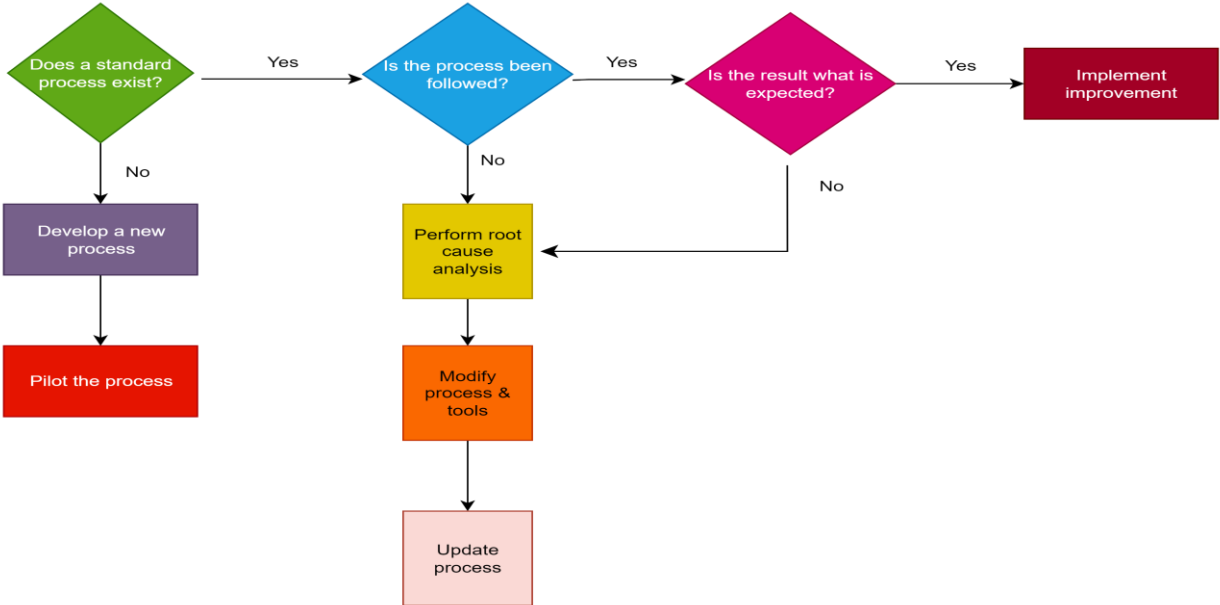 Does a standard
process exist?
Yes
Is the process been
followed?
Yes
Is the result what is
expected?
Yes
Implement
improvement
No
No
No
Develop a new
process
Perform root
cause
analysis
Pilot the process
Modify
process &
tools
Update
process